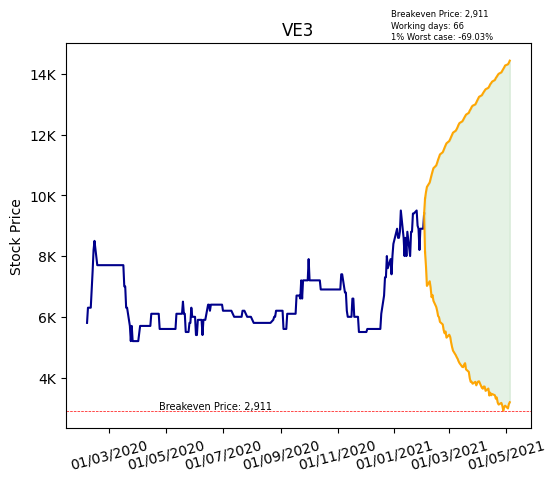 Breakeven Price: 2,911
Working days: 66
1% Worst case: -69.03%
VE3
Stock Price
14K
12K
10K
8K
6K
4K
Breakeven Price: 2,911
01/03/2020
01/05/2020
01/07/2020
01/09/2020
01/11/2020
01/01/2021
01/03/2021
01/05/2021